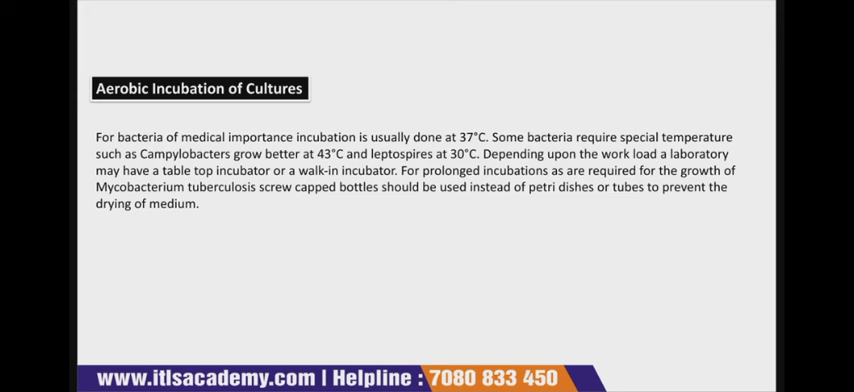 Aerobic Incubation of Cultures
For bacteria of medical importance incubation is usually done at 37°C. Some bacteria require special temperature
such as Campylobacters grow better at 43°C and leptospires at 30°C. Depending upon the work load a laboratory
may have a table top incubator or a walk-in incubator. For prolonged incubations as are required for the growth of
Mycobacterium tuberculosis screw capped bottles should be used instead of petri dishes or tubes to prevent the
drying of medium.
www.itlsacademy.com | Helpline : 7080 833 450